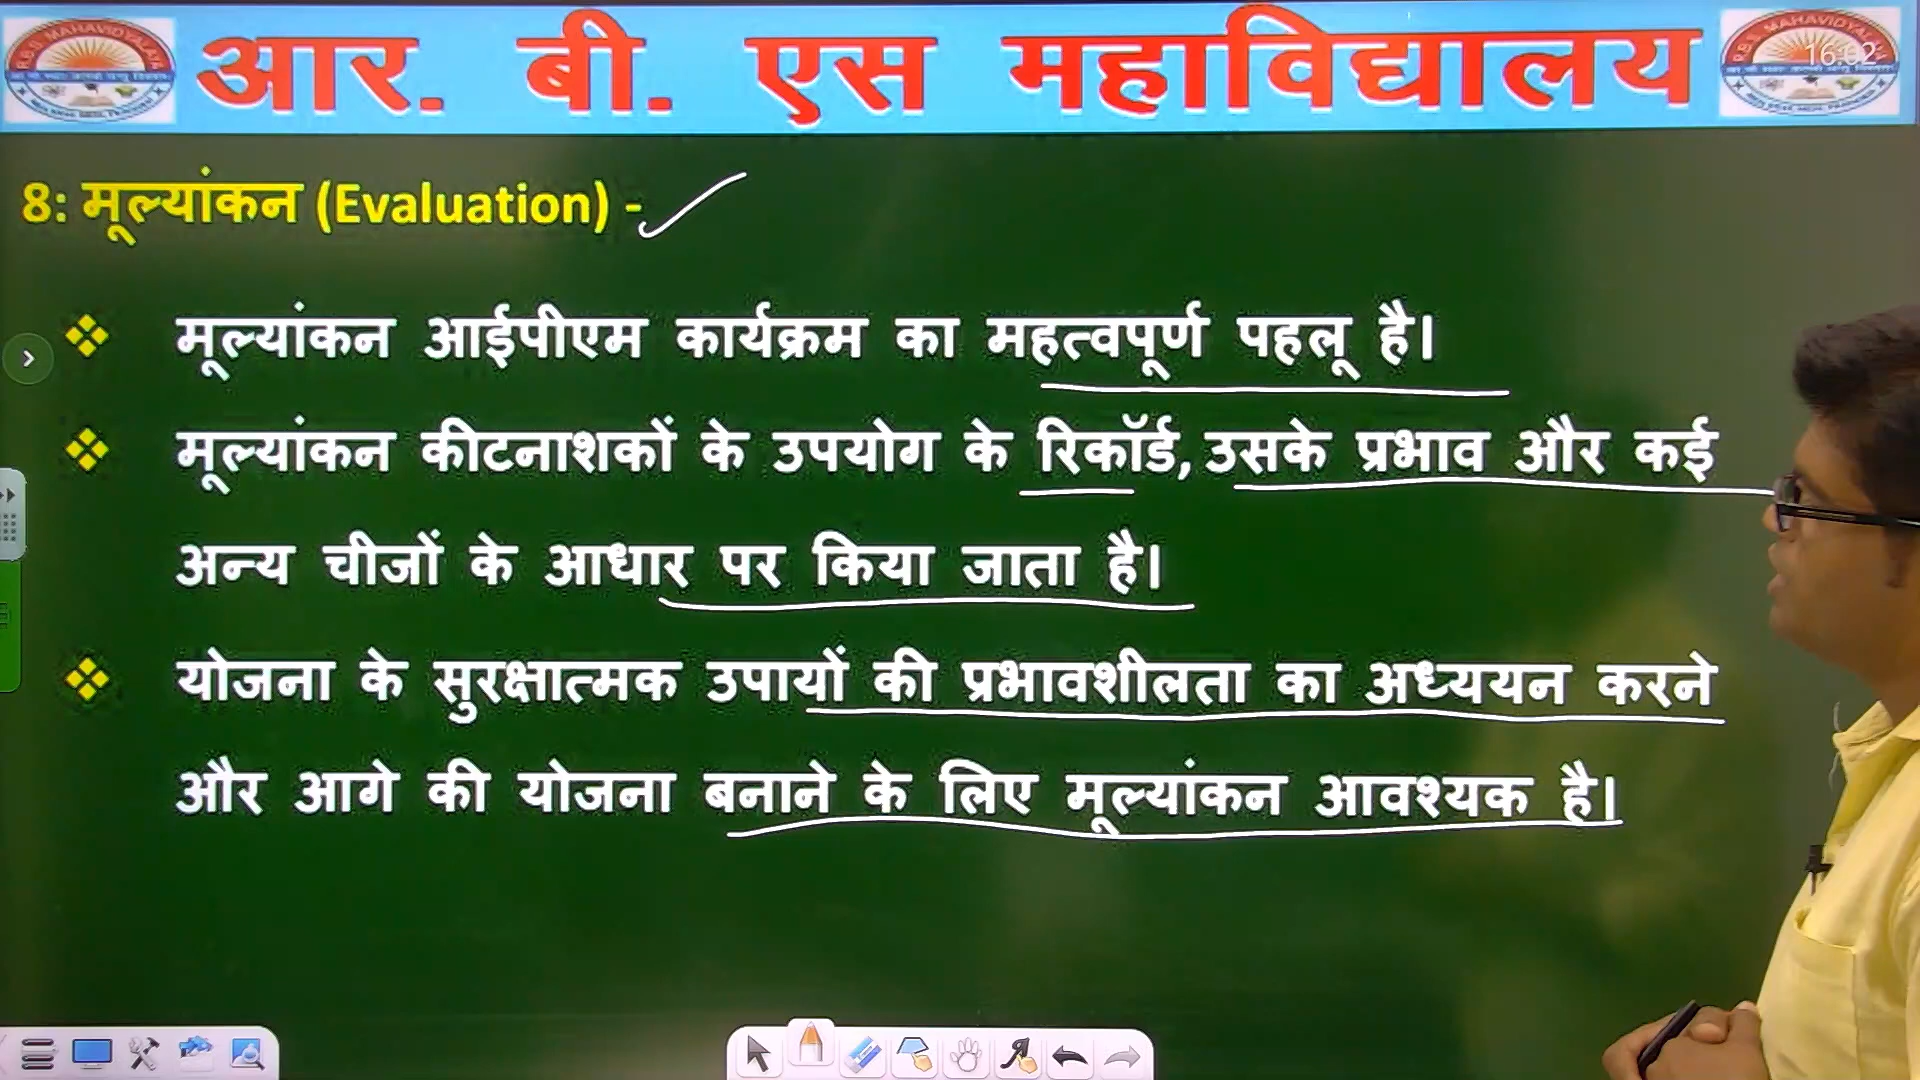 आर. बी. एस महाविद्यालय
16:02
8: मूल्यांकन (Evaluation) -
मूल्यांकन आईपीएम कार्यक्रम का महत्वपूर्ण पहलू है।
मूल्यांकन कीटनाशकों के उपयोग के रिकॉर्ड, उसके प्रभाव और कई
अन्य चीजों के आधार पर किया जाता है।
योजना के सुरक्षात्मक उपायों की प्रभावशीलता का अध्ययन करने
और आगे की योजना बनाने के लिए मूल्यांकन आवश्यक है।